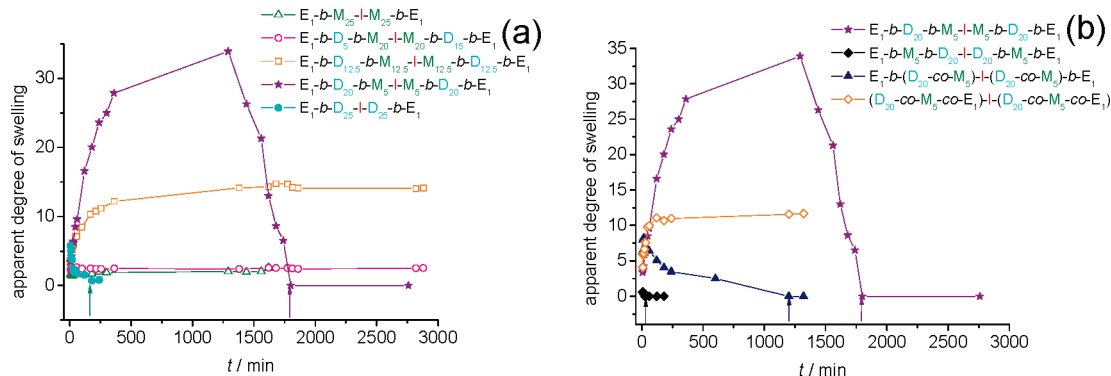 E₁-b-M₂₅-I-M₂₅-b-E₁
E₁-b-D₅-b-M₂₀-I-M₂₀-b-D₁₅-b-E₁
E₁-b-D₁₂.₅-b-M₁₂.₅-I-M₁₂.₅-b-D₁₂.₅-b-E₁
E₁-b-D₂₀-b-M₅-I-M₅-b-D₂₀-b-E₁
E₁-b-D₂₅-I-D₂₅-b-E₁
(a)
apparent degree of swelling
30
20
10
0
0 500 1000 1500 2000 2500 3000
t / min
E₁-b-D₂₀-b-M₅-I-M₅-b-D₂₀-b-E₁
E₁-b-M₅-b-D₂₀-I-D₂₀-b-M₅-b-E₁
E₁-b-(D₂₀-co-M₅)-I-(D₂₀-co-M₅)-b-E₁
(D₂₀-co-M₅-co-E₁)-I-(D₂₀-co-M₅-co-E₁)
(b)
apparent degree of swelling
35
30
25
20
15
10
5
0
0 500 1000 1500 2000 2500 3000
t / min